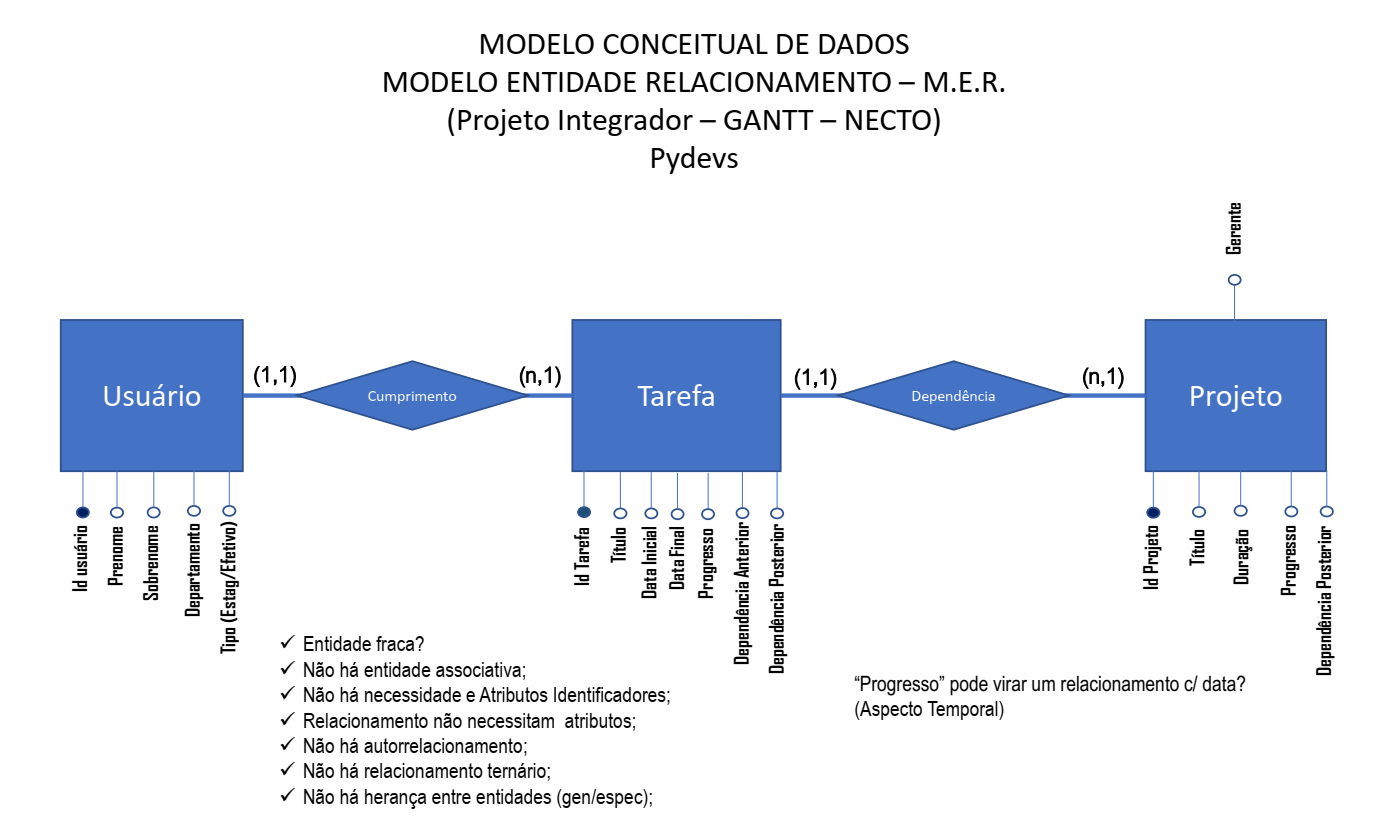 MODELO CONCEITUAL DE DADOS
MODELO ENTIDADE RELACIONAMENTO – M.E.R.
(Projeto Integrador – GANTT – NECTO)
Pydevs
Gerente
Usuário
(1,1)
Cumprimento
(n,1)
Tarefa
(1,1)
Dependência
(n,1)
Projeto
Id usuário
Prenome
Sobrenome
Departamento
Tipo (Estag/Efetivo)
Id Tarefa
Título
Data Inicial
Data Final
Progresso
Dependência Anterior
Dependência Posterior
Id Projeto
Título
Duração
Progresso
Dependência Posterior
✓ Entidade fraca?
✓ Não há entidade associativa;
✓ Não há necessidade e Atributos Identificadores;
✓ Relacionamento não necessitam atributos;
✓ Não há autorrelacionamento;
✓ Não há relacionamento ternário;
✓ Não há herança entre entidades (gen/espec);
“Progresso” pode virar um relacionamento c/ data?
(Aspecto Temporal)